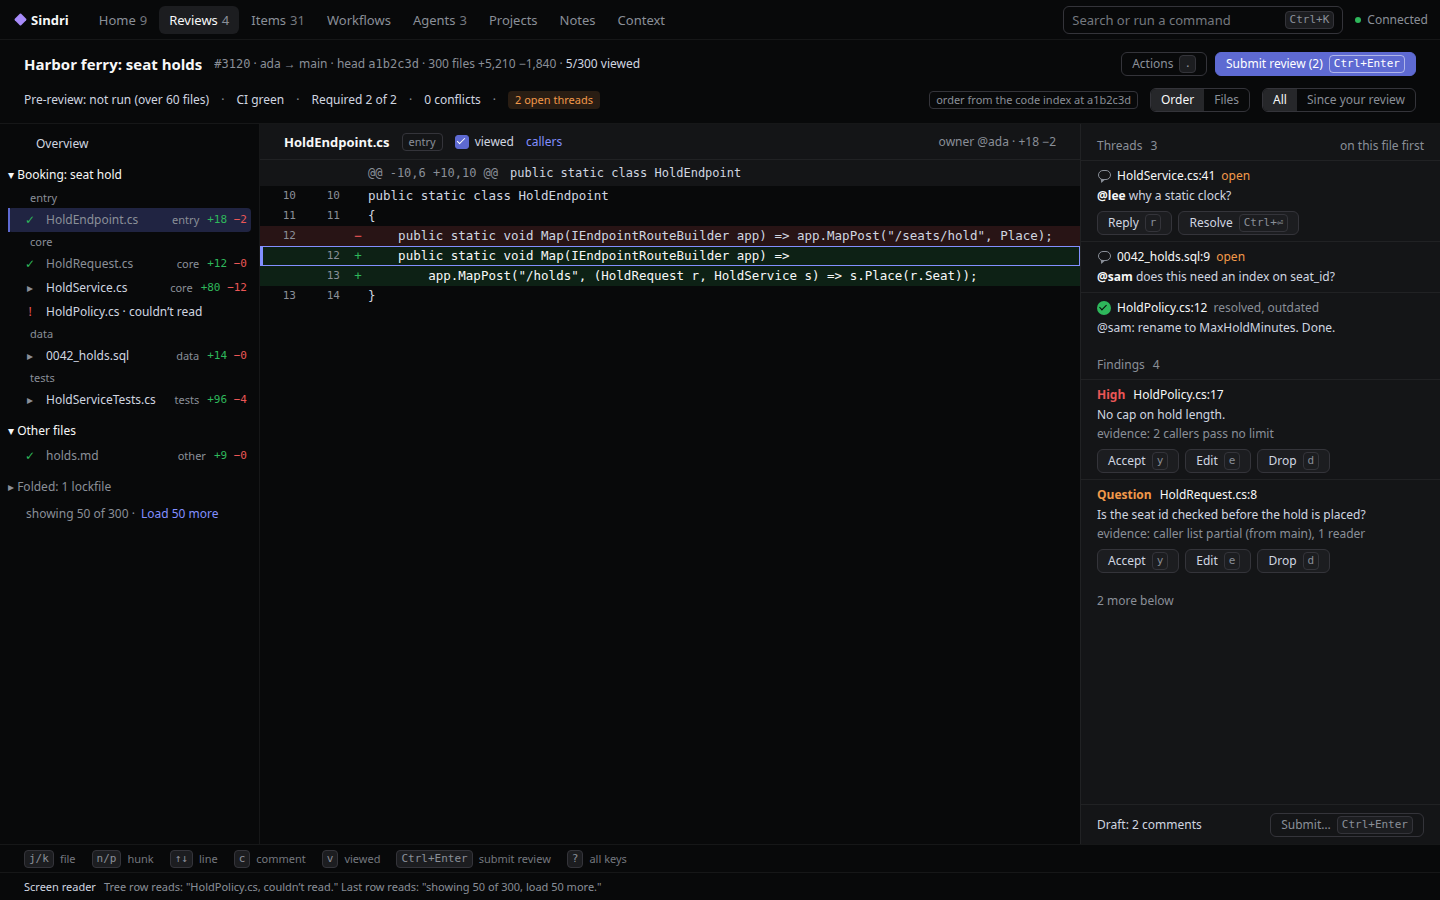 Sindri Home 9 Reviews 4 Items 31 Workflows Agents 3 Projects Notes Context Search or run a command Ctrl+K Connected
Harbor ferry: seat holds #3120 · ada → main · head a1b2c3d · 300 files +5,210 −1,840 · 5/300 viewed Actions . Submit review (2) Ctrl+Enter
Pre-review: not run (over 60 files) · CI green · Required 2 of 2 · 0 conflicts · 2 open threads order from the code index at a1b2c3d Order Files All Since your review
Overview
▾ Booking: seat hold
entry
✓ HoldEndpoint.cs entry +18 −2
core
✓ HoldRequest.cs core +12 −0
▸ HoldService.cs core +80 −12
! HoldPolicy.cs · couldn't read
data
▸ 0042_holds.sql data +14 −0
tests
▸ HoldServiceTests.cs tests +96 −4
▾ Other files
✓ holds.md other +9 −0
▸ Folded: 1 lockfile
showing 50 of 300 · Load 50 more
HoldEndpoint.cs entry viewed callers owner @ada · +18 −2
@@ -10,6 +10,10 @@ public static class HoldEndpoint
10 10 public static class HoldEndpoint
11 11 {
12 − public static void Map(IEndpointRouteBuilder app) => app.MapPost("/seats/hold", Place);
12 + public static void Map(IEndpointRouteBuilder app) =>
13 + app.MapPost("/holds", (HoldRequest r, HoldService s) => s.Place(r.Seat));
13 14 }
Threads 3 on this file first
HoldService.cs:41 open
@lee why a static clock?
Reply r Resolve Ctrl+⏎
0042_holds.sql:9 open
@sam does this need an index on seat_id?
HoldPolicy.cs:12 resolved, outdated
@sam: rename to MaxHoldMinutes. Done.
Findings 4
High HoldPolicy.cs:17
No cap on hold length.
evidence: 2 callers pass no limit
Accept y Edit e Drop d
Question HoldRequest.cs:8
Is the seat id checked before the hold is placed?
evidence: caller list partial (from main), 1 reader
Accept y Edit e Drop d
2 more below
Draft: 2 comments Submit… Ctrl+Enter
j/k file n/p hunk ↑↓ line c comment v viewed Ctrl+Enter submit review ? all keys
Screen reader Tree row reads: "HoldPolicy.cs, couldn't read." Last row reads: "showing 50 of 300, load 50 more."